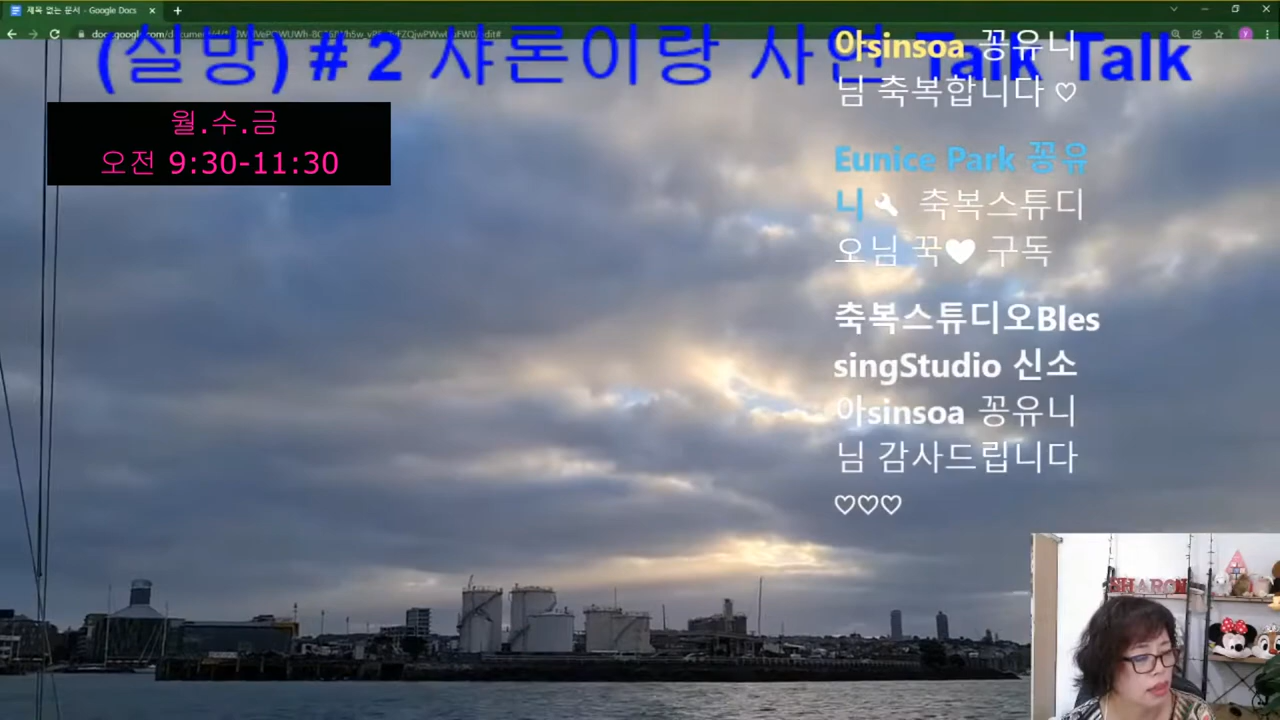 제목 없는 문서 - Google Docs
(실방) # 2 샤론이랑 사연 Talk Talk
월.수.금
오전 9:30-11:30
아sinsoa 꽁유니
님 축복합니다 ♡
Eunice Park 꽁유
니🔧 축복스튜디
오님 꾹♥ 구독
축복스튜디오Bles
singStudio 신소
아sinsoa 꽁유니
님 감사드립니다
♡♡♡
SHARON